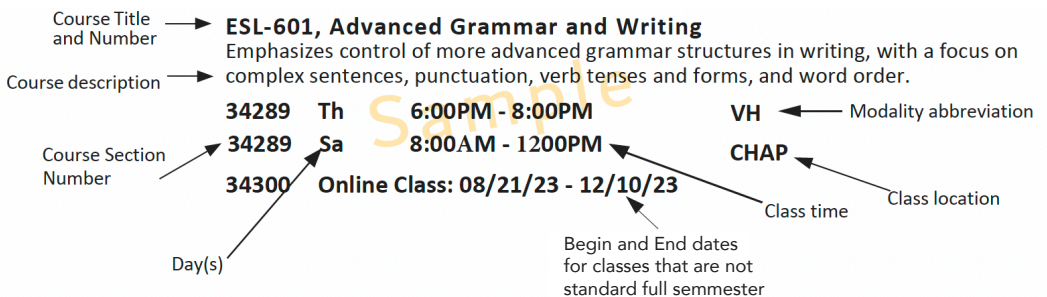 Course Title
and Number
ESL-601, Advanced Grammar and Writing
Emphasizes control of more advanced grammar structures in writing, with a focus on
Course description
complex sentences, punctuation, verb tenses and forms, and word order.
Sample
34289 Th 6:00PM - 8:00PM VH
Modality abbreviation
34289 Sa 8:00AM - 1200PM CHAP
Course Section
Number
34300 Online Class: 08/21/23 - 12/10/23
Class location
Class time
Begin and End dates
for classes that are not
standard full semmester
Day(s)